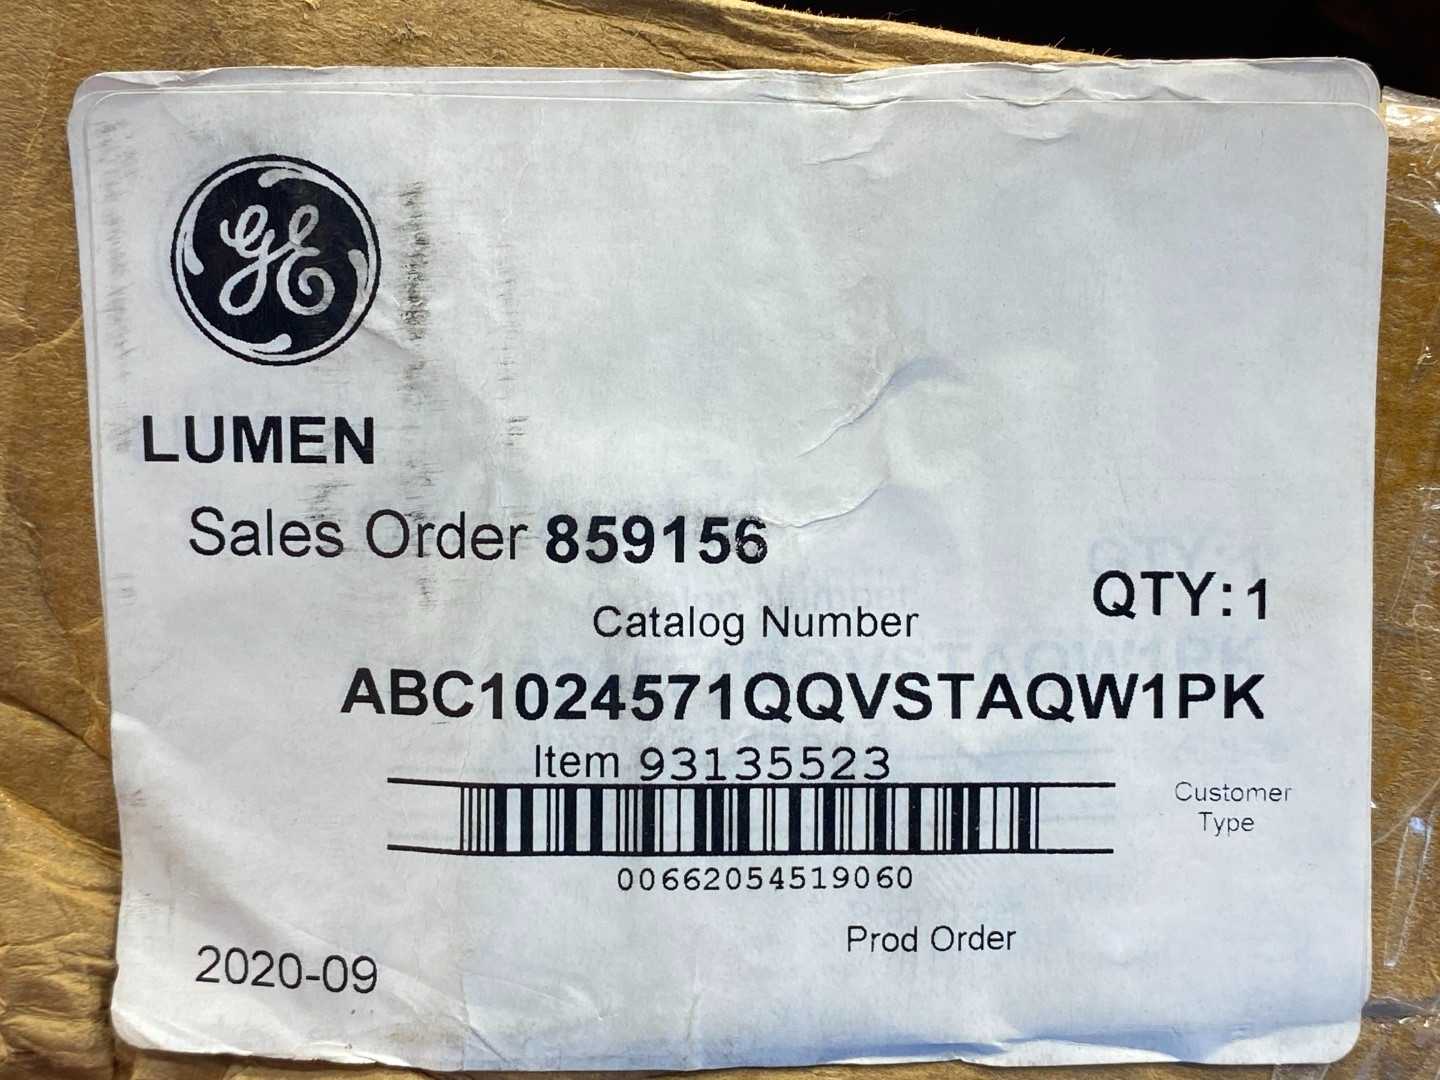 GE
LUMEN
Sales Order 859156
QTY: 1
Catalog Number
ABC1024571QQVSTAQW1PK
Item 93135523
Customer
Type
00662054519060
Prod Order
2020-09